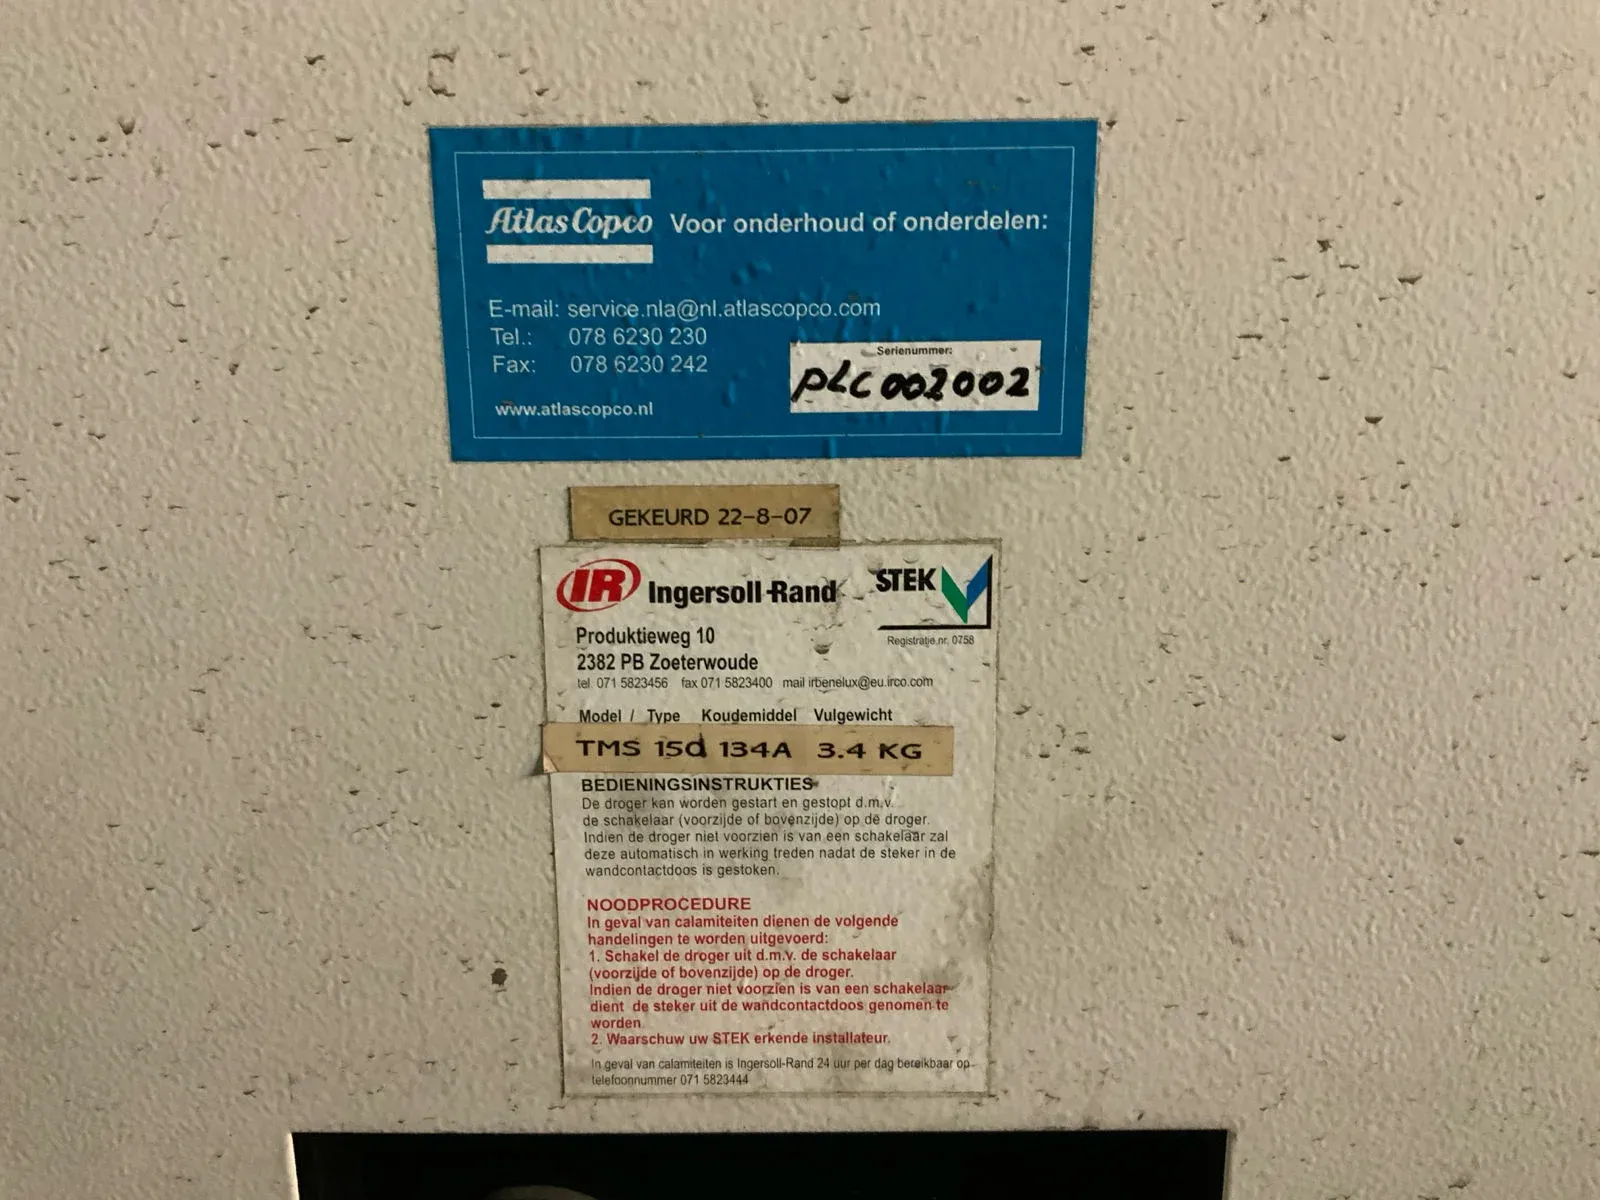 Atlas Copco Voor onderhoud of onderdelen:
E-mail: service.nla@nl.atlascopco.com
Tel.: 078 6230 230
Fax: 078 6230 242
www.atlascopco.nl
Serienummer:
PLC002002
GEKEURD 22-8-07
IR Ingersoll-Rand
STEK
Registratie.nr. 0758
Produktieweg 10
2382 PB Zoeterwoude
tel 071 5823456 fax 071 5823400 mail irbenelux@eu.irco.com
Model / Type Koudemiddel Vulgewicht
TMS 150 134A 3.4 KG
BEDIENINGSINSTRUKTIES
De droger kan worden gestart en gestopt d.m.v.
de schakelaar (voorzijde of bovenzijde) op de droger.
Indien de droger niet voorzien is van een schakelaar zal
deze automatisch in werking treden nadat de steker in de
wandcontactdoos is gestoken.
NOODPROCEDURE
In geval van calamiteiten dienen de volgende
handelingen te worden uitgevoerd:
1. Schakel de droger uit d.m.v. de schakelaar
(voorzijde of bovenzijde) op de droger.
Indien de droger niet voorzien is van een schakelaar
dient de steker uit de wandcontactdoos genomen te
worden
2. Waarschuw uw STEK erkende installateur.
In geval van calamiteiten is Ingersoll-Rand 24 uur per dag bereikbaar op
telefoonnummer 071 5823444